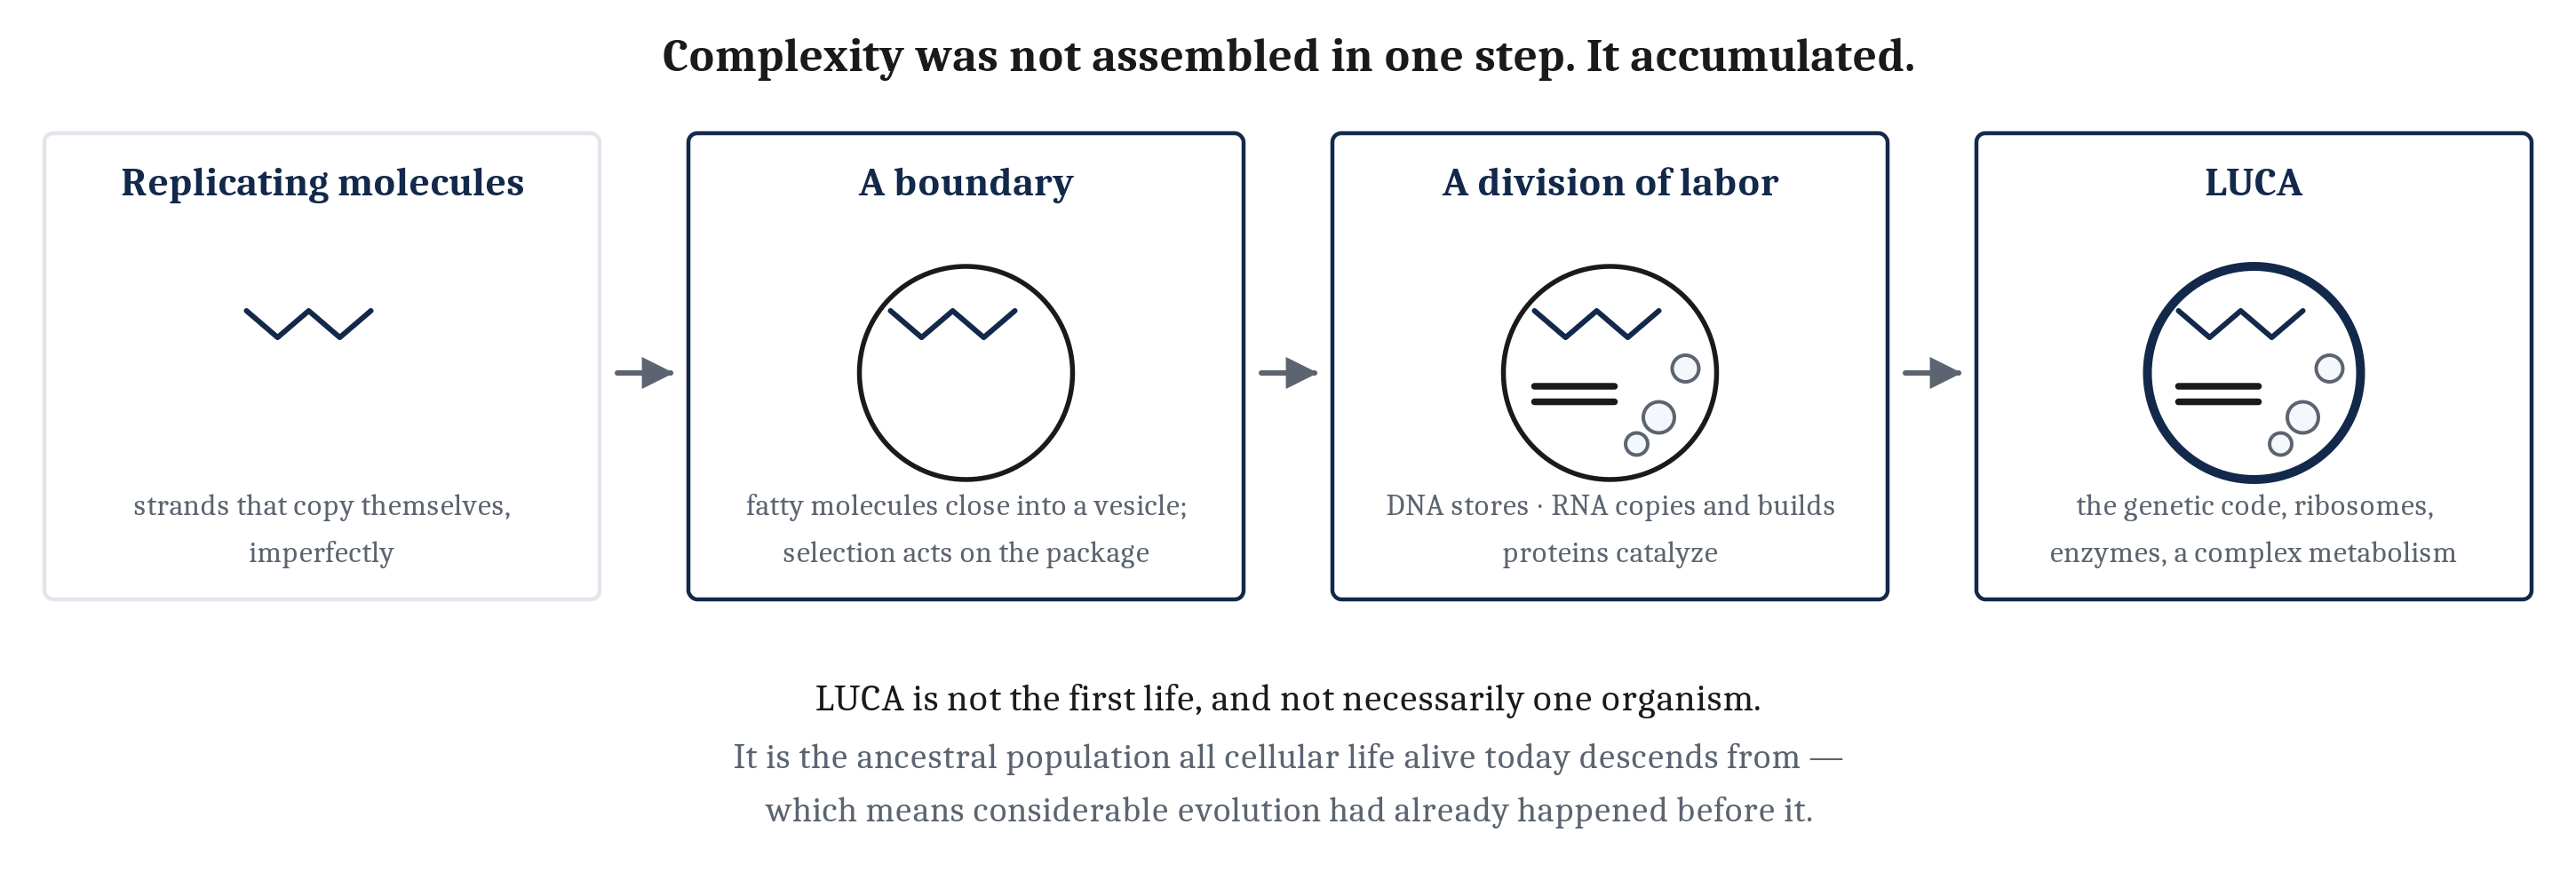 Complexity was not assembled in one step. It accumulated.
Replicating molecules
strands that copy themselves,
imperfectly
A boundary
fatty molecules close into a vesicle;
selection acts on the package
A division of labor
DNA stores · RNA copies and builds
proteins catalyze
LUCA
the genetic code, ribosomes,
enzymes, a complex metabolism
LUCA is not the first life, and not necessarily one organism.
It is the ancestral population all cellular life alive today descends from —
which means considerable evolution had already happened before it.